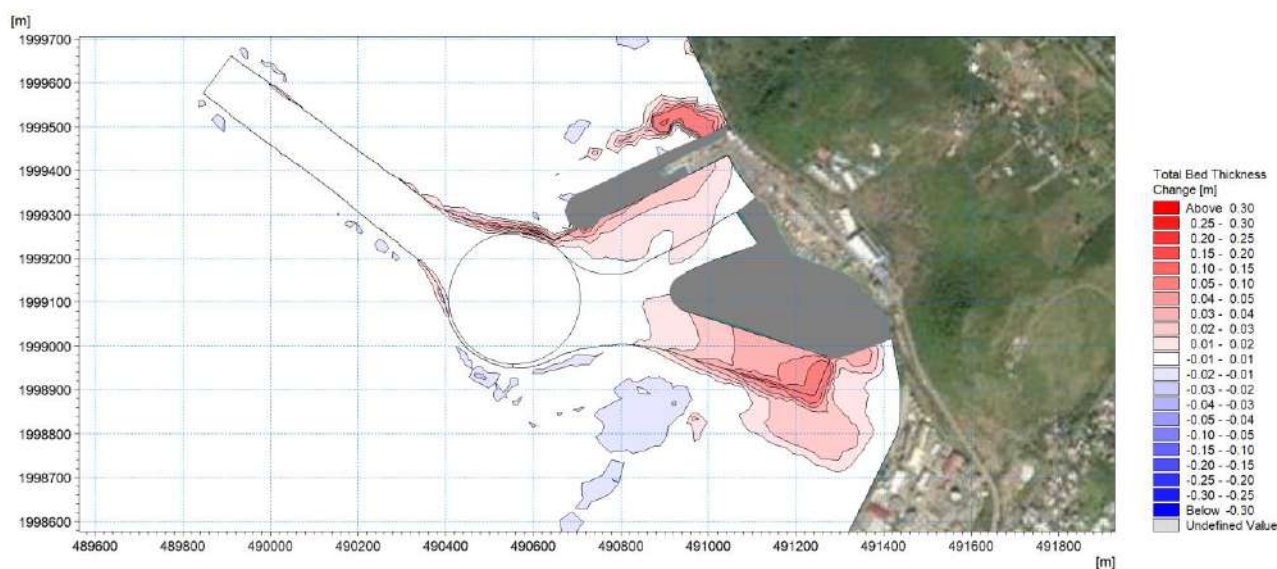 [m]
1999700
1999600
1999500
1999400
1999300
1999200
1999100
1999000
1998900
1998800
1998700
1998600
489600 489800 490000 490200 490400 490600 490800 491000 491200 491400 491600 491800
[m]
Total Bed Thickness
Change [m]
Above 0.30
0.25 - 0.30
0.20 - 0.25
0.15 - 0.20
0.10 - 0.15
0.05 - 0.10
0.04 - 0.05
0.03 - 0.04
0.02 - 0.03
0.01 - 0.02
-0.01 - 0.01
-0.02 - -0.01
-0.03 - -0.02
-0.04 - -0.03
-0.05 - -0.04
-0.10 - -0.05
-0.15 - -0.10
-0.20 - -0.15
-0.25 - -0.20
-0.30 - -0.25
Below -0.30
Undefined Value